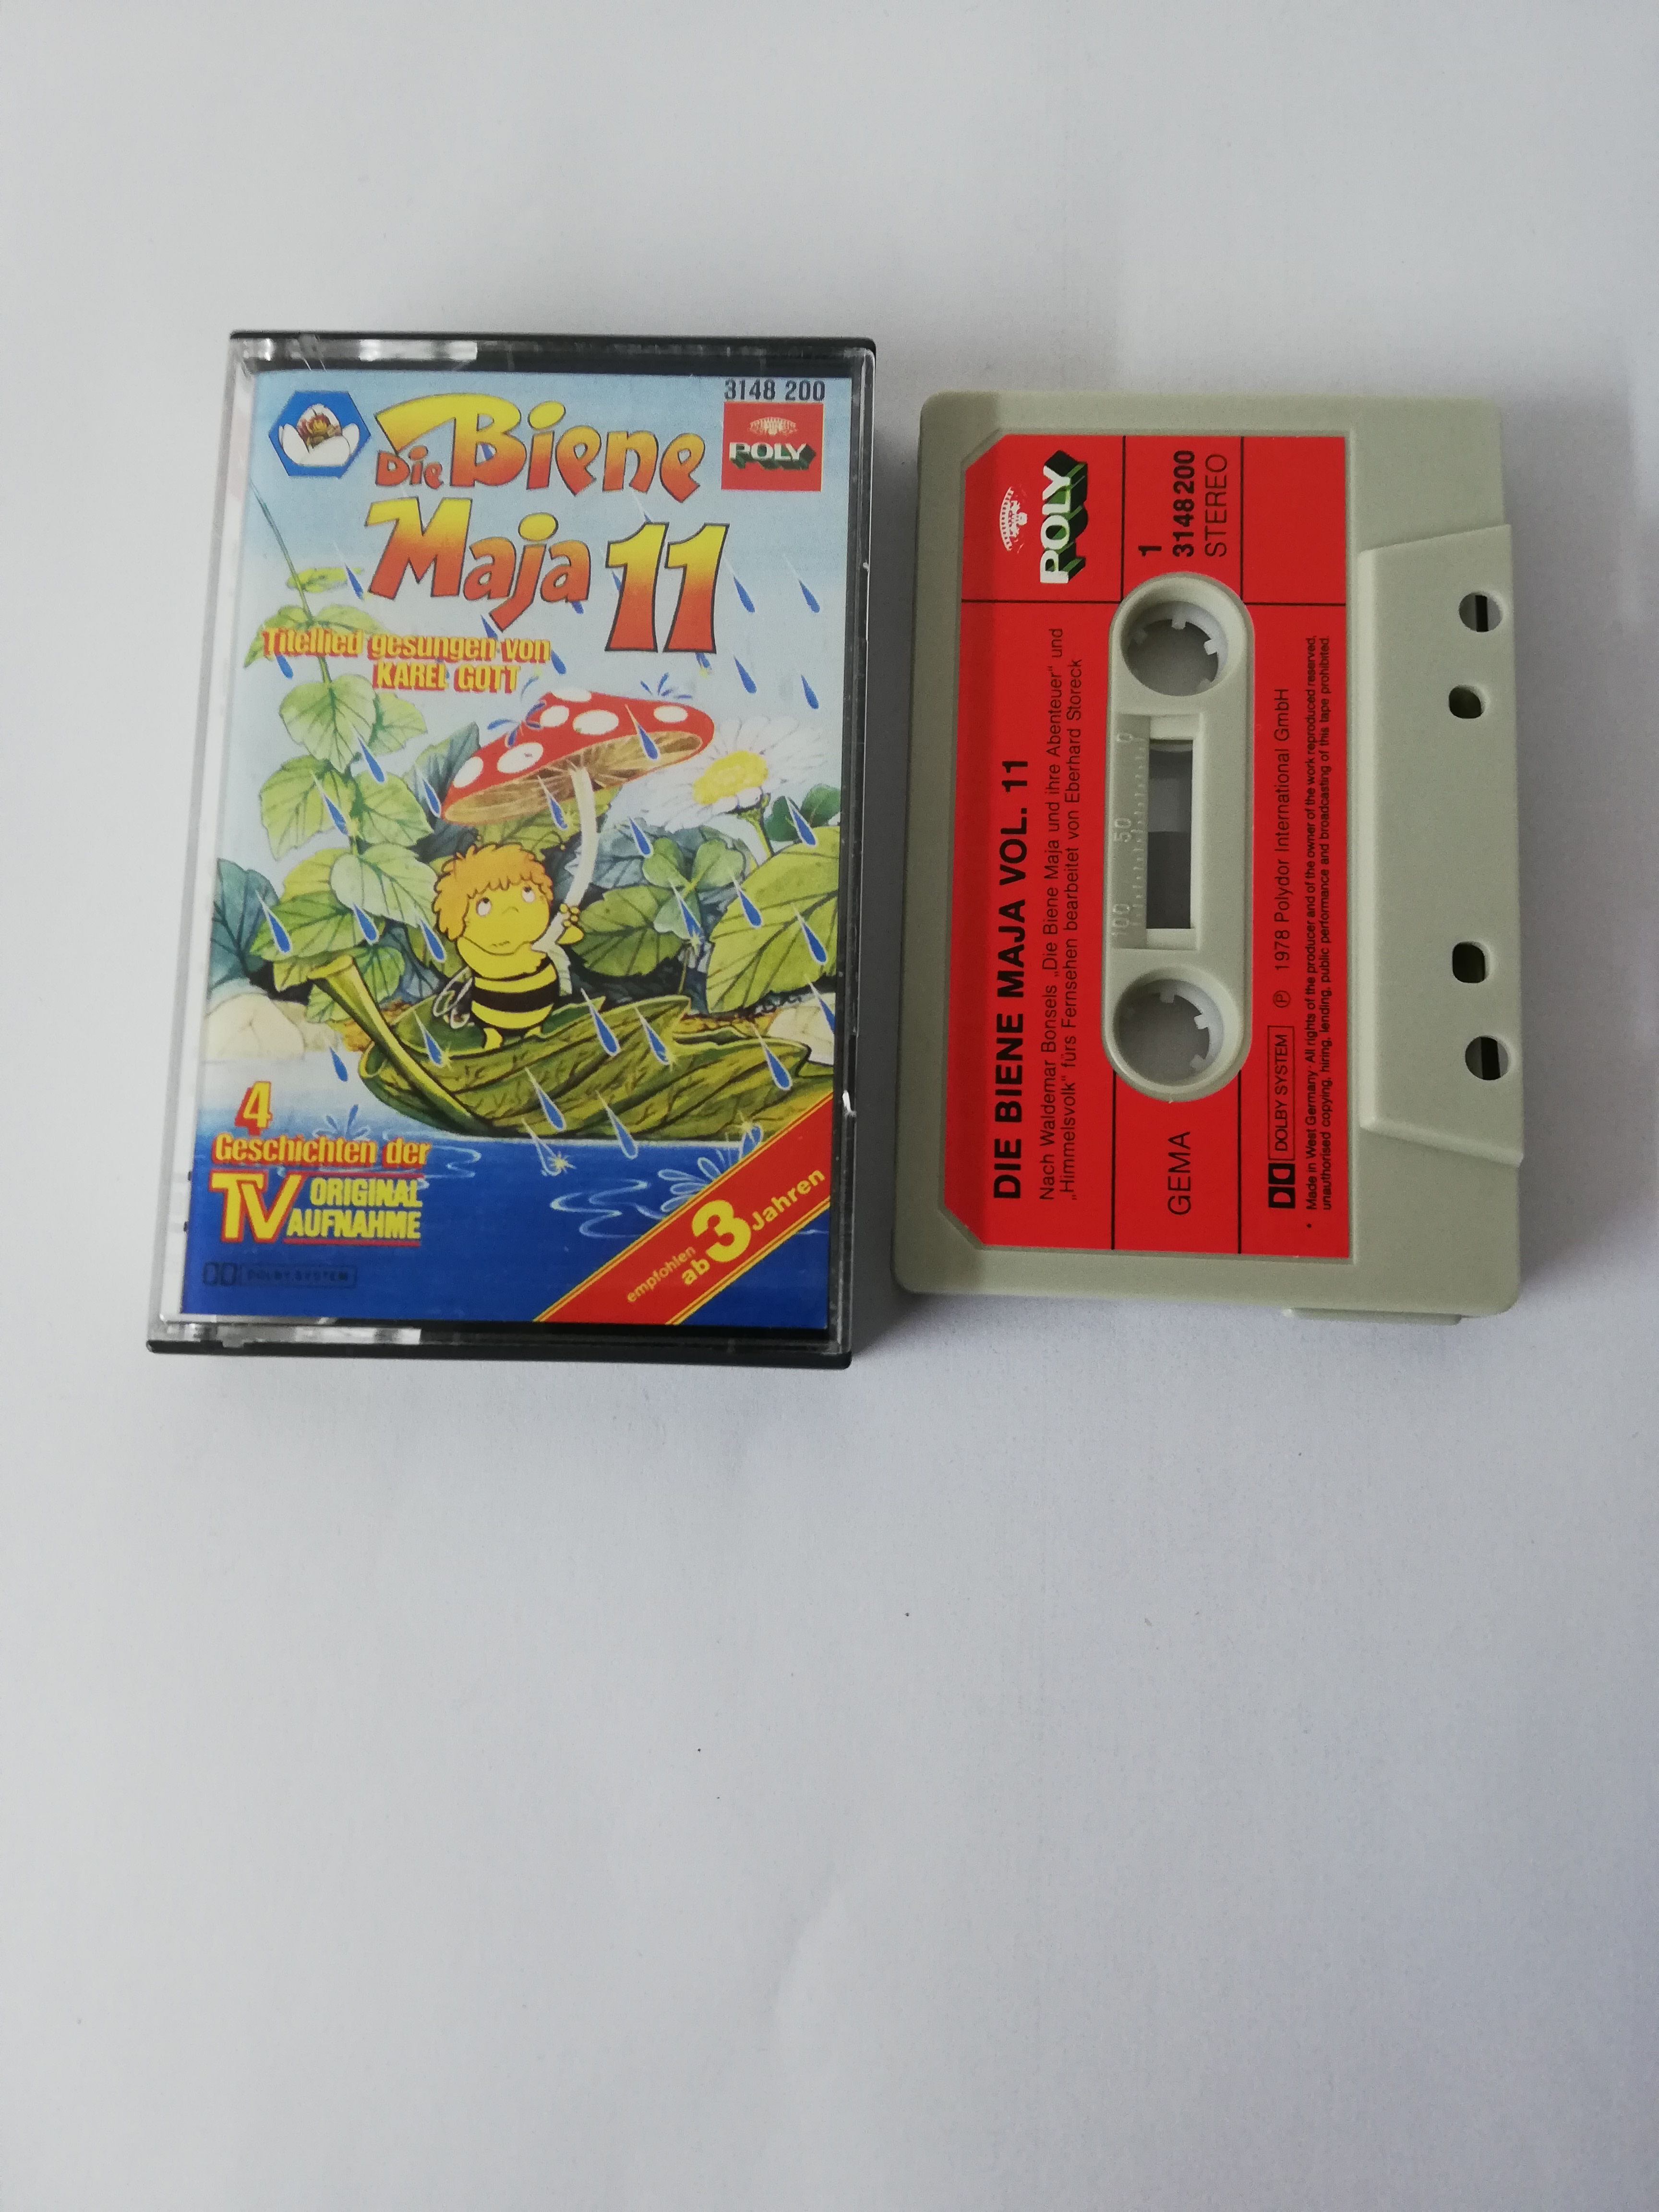 3148 200
POLY
Die Biene
Maja 11
Titellied gesungen von
KAREL GOTT
4
Geschichten der
TV ORIGINAL
AUFNAHME
DOLBY SYSTEM
empfohlen
ab 3 Jahren
POLY
DIE BIENE MAJA VOL. 11
Nach Waldemar Bonsels „Die Biene Maja und ihre Abenteuer“ und
„Himmelsvolk“ fürs Fernsehen bearbeitet von Eberhard Storeck
1
3148 200
STEREO
GEMA
100 50 0
DOLBY SYSTEM ℗ 1978 Polydor International GmbH
• Made in West Germany · All rights of the producer and of the owner of the work reproduced reserved,
unauthorised copying, hiring, lending, public performance and broadcasting of this tape prohibited